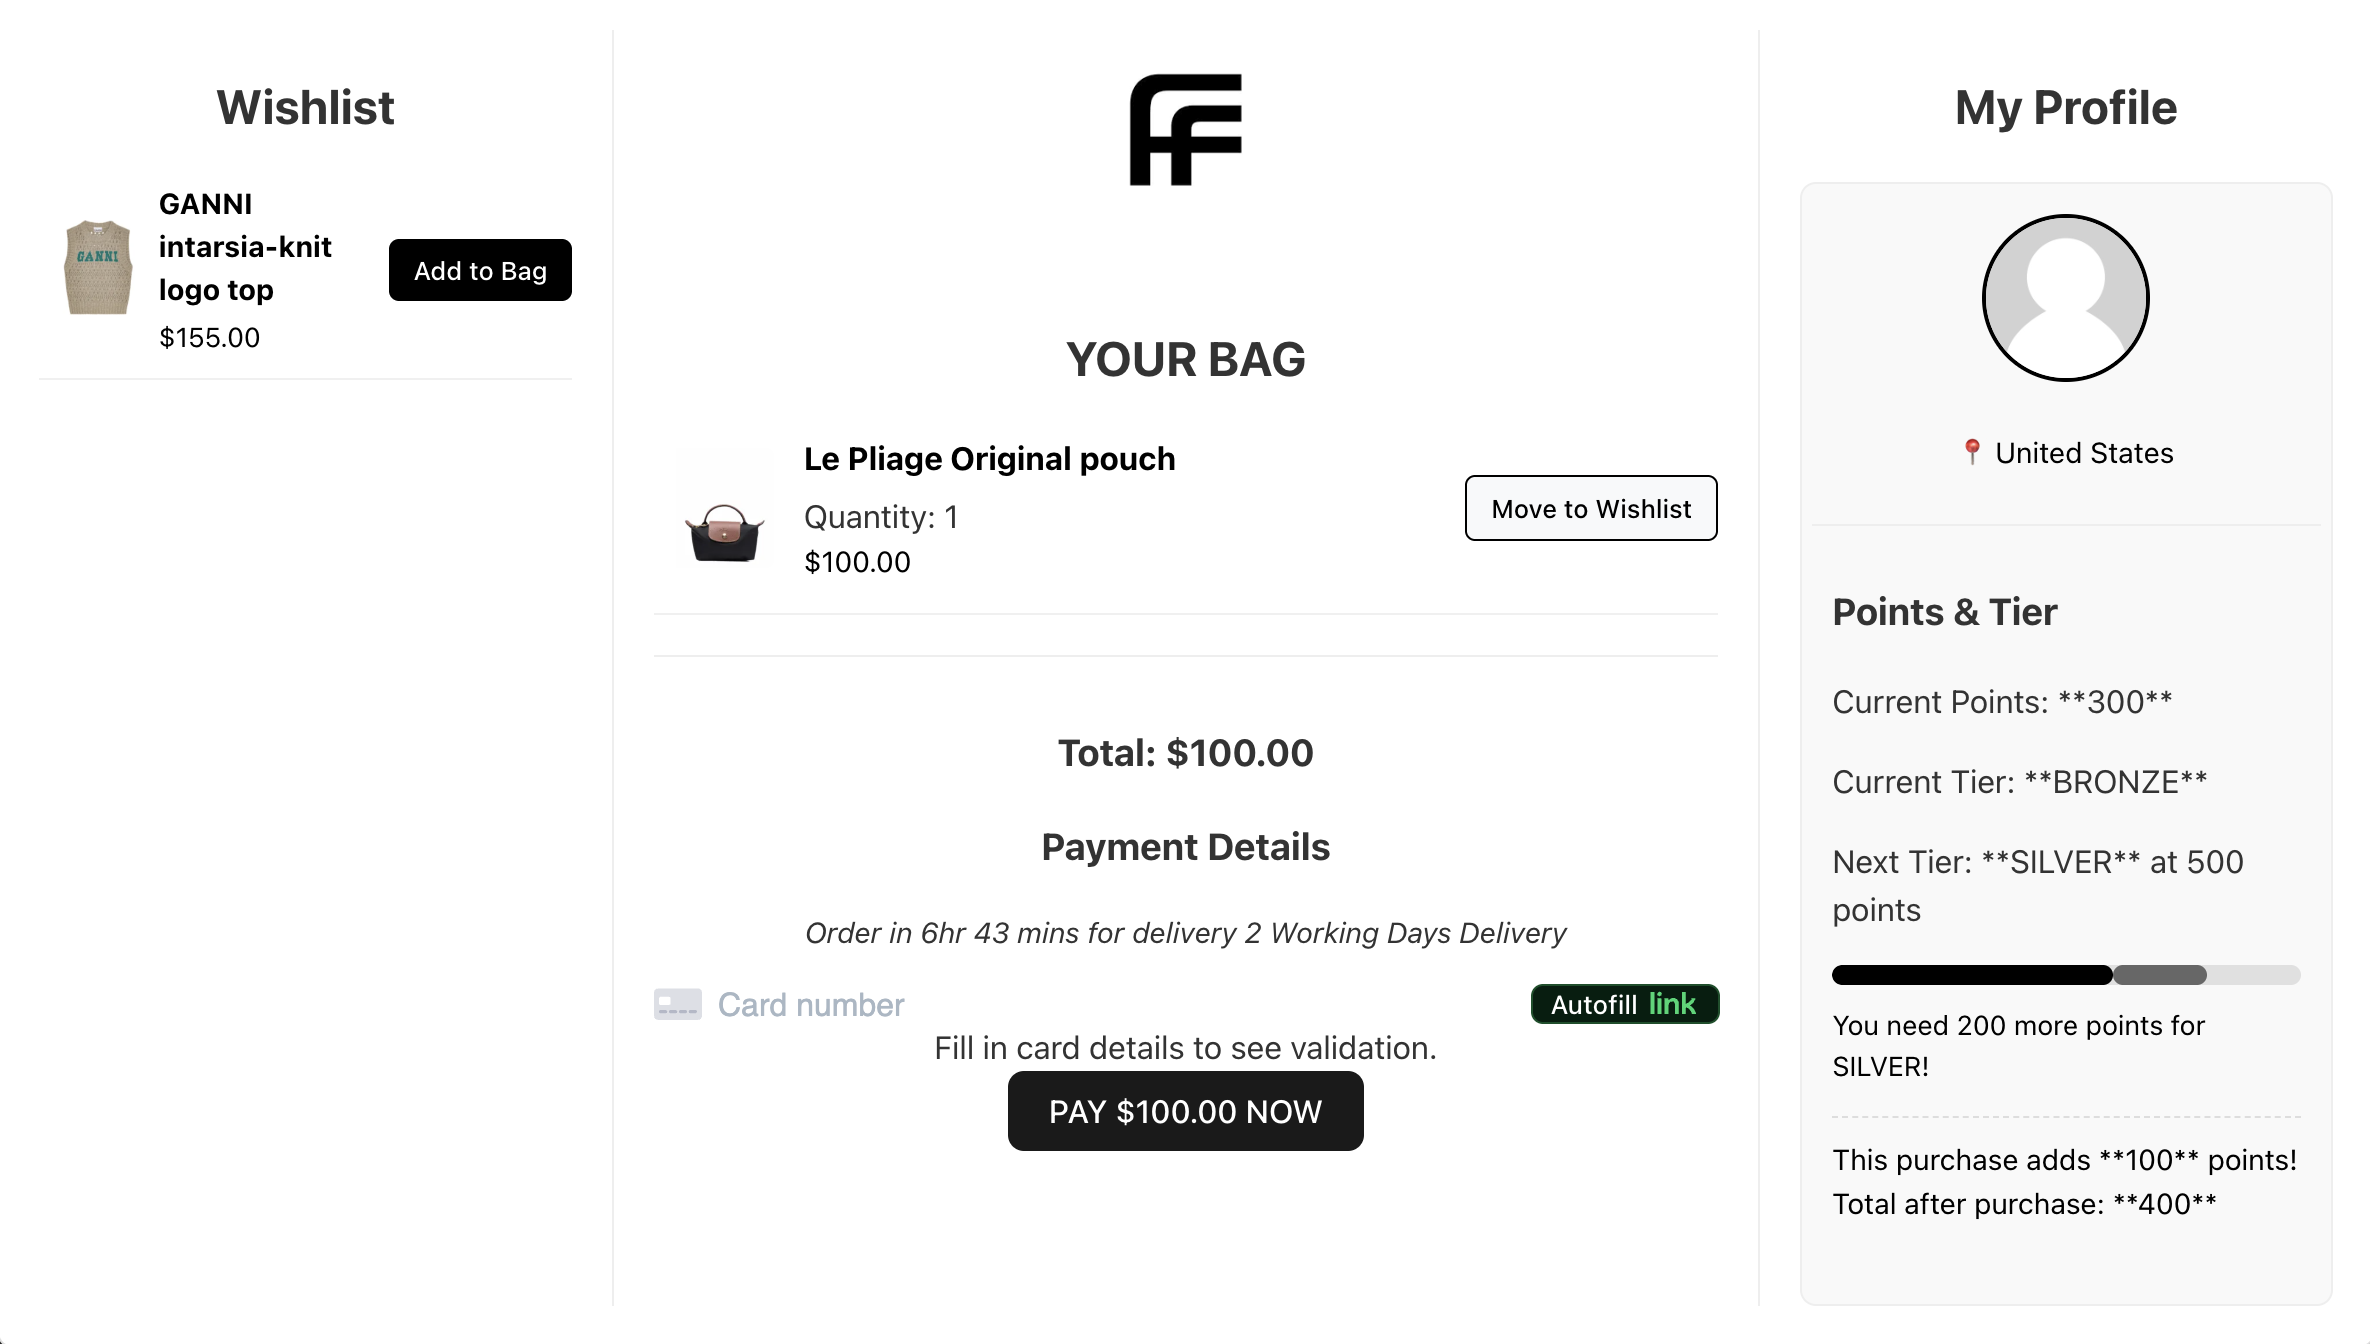 Wishlist
GANNI
GANNI
intarsia-knit
logo top
$155.00
Add to Bag
FF
YOUR BAG
Le Pliage Original pouch
Quantity: 1
$100.00
Move to Wishlist
Total: $100.00
Payment Details
Order in 6hr 43 mins for delivery 2 Working Days Delivery
Card number
Autofill link
Fill in card details to see validation.
PAY $100.00 NOW
My Profile
📍 United States
Points & Tier
Current Points: **300**
Current Tier: **BRONZE**
Next Tier: **SILVER** at 500
points
You need 200 more points for
SILVER!
This purchase adds **100** points!
Total after purchase: **400**